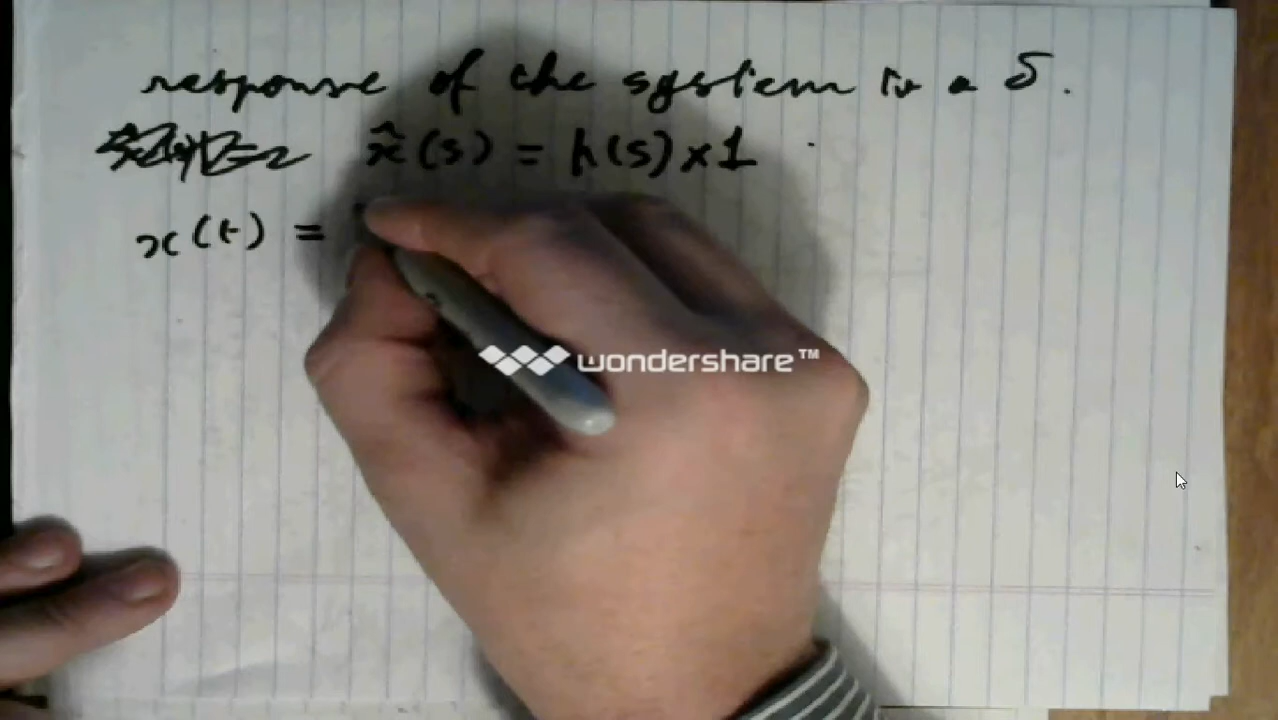 response of the system to a δ.
x̂(s) = h(s)×1
x(t) =
wondershare™